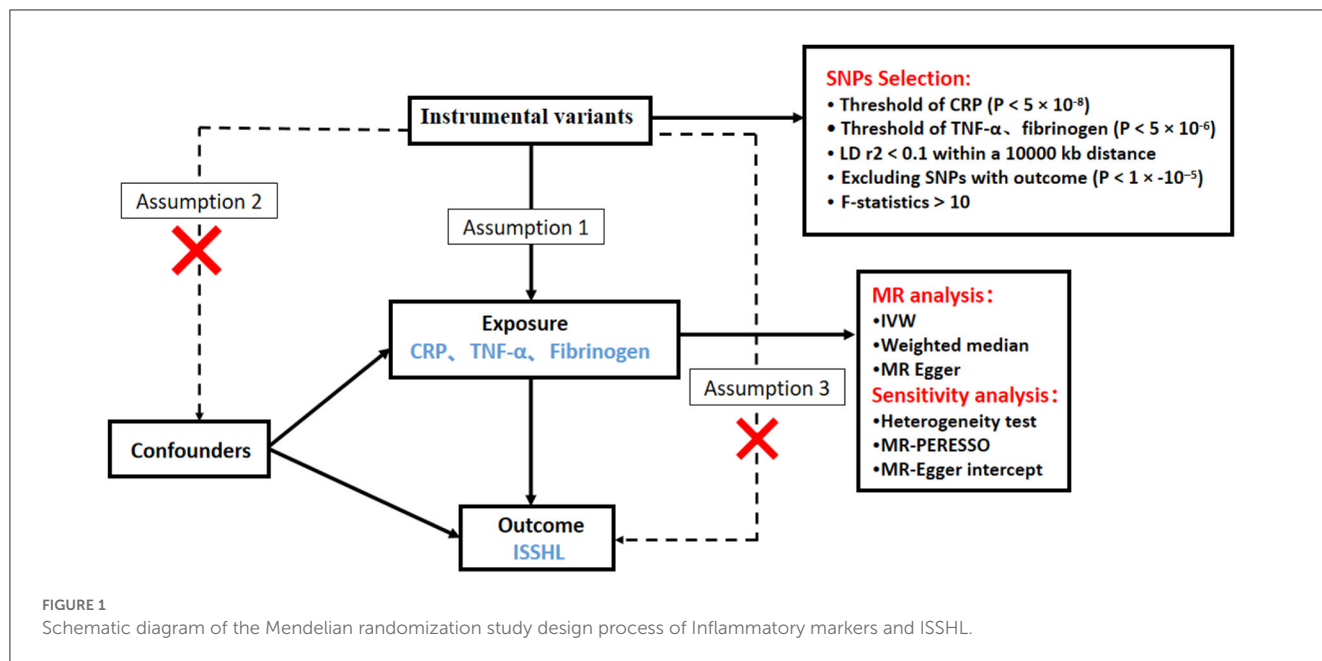 Instrumental variants
SNPs Selection:
• Threshold of CRP (P < 5 × 10⁻⁸)
• Threshold of TNF-α、fibrinogen (P < 5 × 10⁻⁶)
• LD r2 < 0.1 within a 10000 kb distance
• Excluding SNPs with outcome (P < 1 × -10⁻⁵)
• F-statistics > 10
Assumption 2
Assumption 1
Exposure
CRP、TNF-α、Fibrinogen
MR analysis：
•IVW
•Weighted median
•MR Egger
Sensitivity analysis：
•Heterogeneity test
•MR-PERESSO
•MR-Egger intercept
Assumption 3
Confounders
Outcome
ISSHL
FIGURE 1
Schematic diagram of the Mendelian randomization study design process of Inflammatory markers and ISSHL.